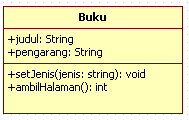 Buku
+judul: String
+pengarang: String
+setJenis(jenis: string): void
+ambilHalaman(): int